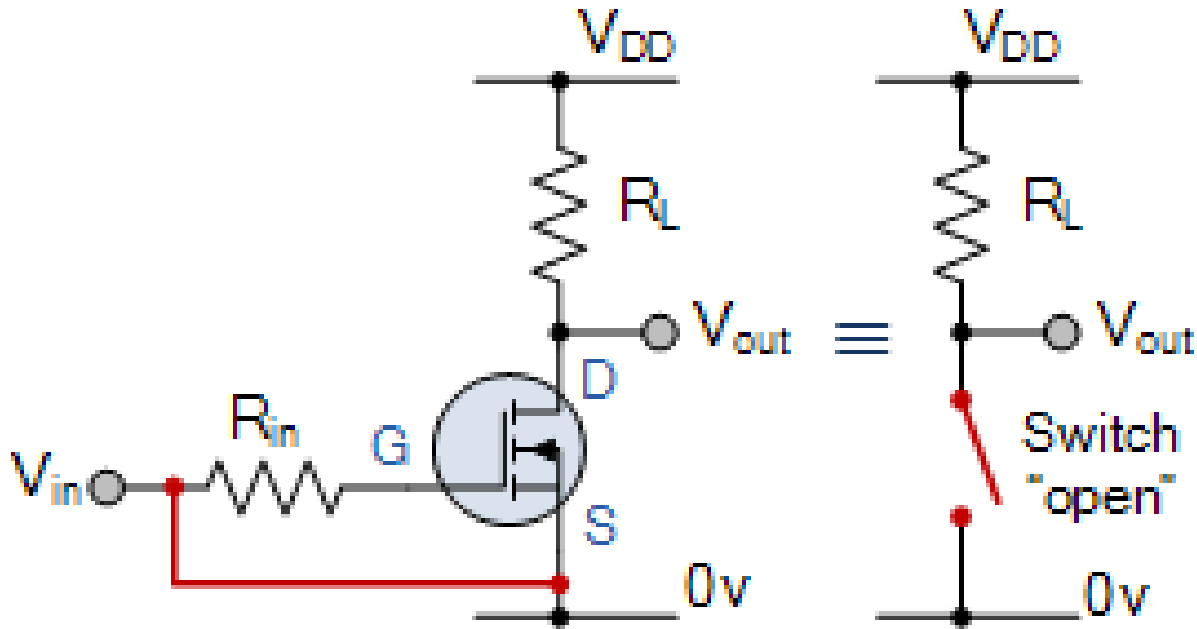 VDD
VDD
RL
RL
Vout
≡
Vout
D
Rin
G
Switch
Vin
"open"
S
0v
0v